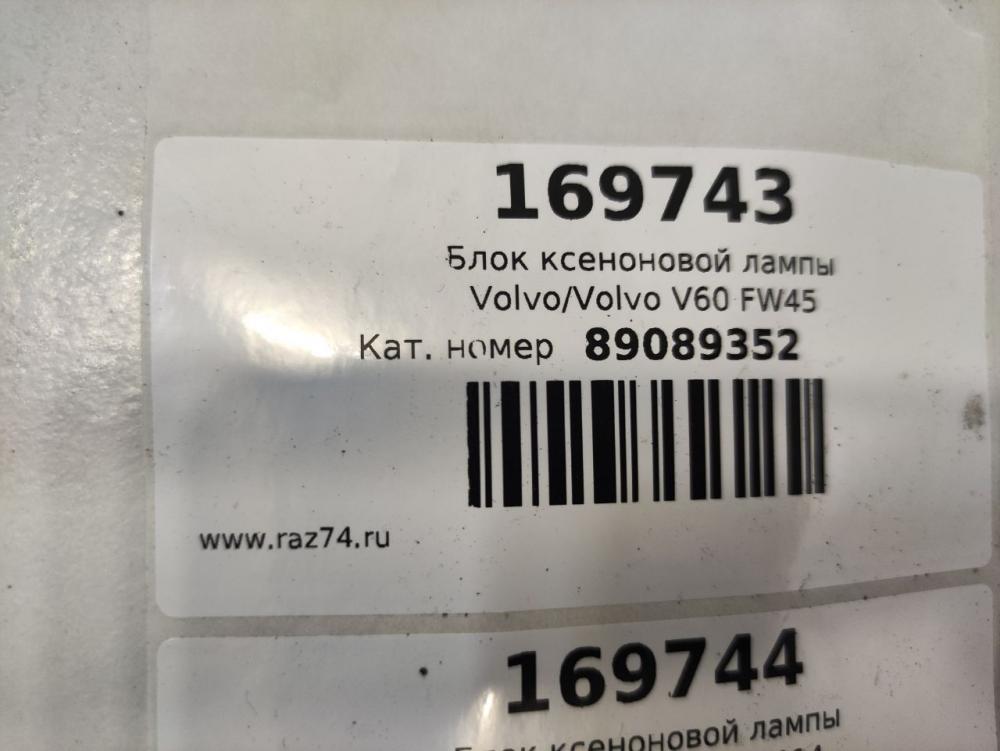 169743
Блок ксеноновой лампы
Volvo/Volvo V60 FW45
Кат. номер 89089352
www.raz74.ru
169744
Блок ксеноновой лампы